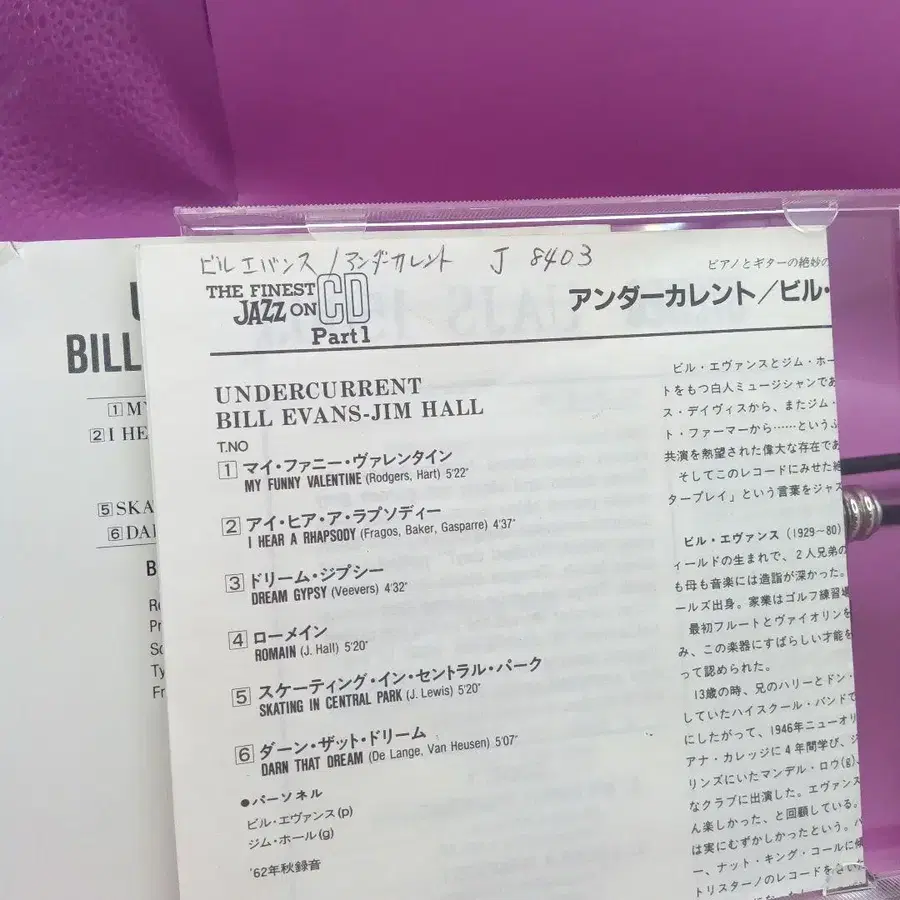 ビル エバンス / アンダーカレント J 8403
THE FINEST
JAZZ ON CD
Part 1
ピアノとギターの絶妙の
アンダーカレント／ビル・
UNDERCURRENT
BILL EVANS-JIM HALL
T.NO
1 マイ・ファニー・ヴァレンタイン
MY FUNNY VALENTINE (Rodgers, Hart) 5'22"
2 アイ・ヒア・ア・ラプソディー
I HEAR A RHAPSODY (Fragos, Baker, Gasparre) 4'37"
3 ドリーム・ジプシー
DREAM GYPSY (Veevers) 4'32"
4 ローメイン
ROMAIN (J. Hall) 5'20"
5 スケーティング・イン・セントラル・パーク
SKATING IN CENTRAL PARK (J. Lewis) 5'20"
6 ダーン・ザット・ドリーム
DARN THAT DREAM (De Lange, Van Heusen) 5'07"
●パーソネル
ビル・エヴァンス(p)
ジム・ホール(g)
'62年秋録音
ビル・エヴァンスとジム・ホー
トをもつ白人ミュージシャンであ
ス・デイヴィスから、またジム・
ト・ファーマーから……というふ
共演を熱望された偉大な存在であ
そしてこのレコードにみせた絶
タープレイ」という言葉をジャズ
ビル・エヴァンス (1929〜80)
ィールドの生まれで、2人兄弟の
も母も音楽には造詣が深かった。
ールズ出身。家業はゴルフ練習場
最初フルートとヴァイオリンを
み、この楽器にすばらしい才能を
って認められた。
13歳の時、兄のハリーとドン・
していたハイスクール・バンドで
にしたがって、1946年ニューオリ
アナ・カレッジに4年間学び、ジ
リンズにいたマンデル・ロウ(g)、
なクラブに出演した。エヴァンス
ん楽しかった、と回顧している。
は実にむずかしかったという。バ
ー、ナット・キング・コールに傾
トリスターノのレコードをさいた
BILL
1 MY
2 I HE
5 SKA
6 DAI
B
Re
Pr
So
Ty
Fr